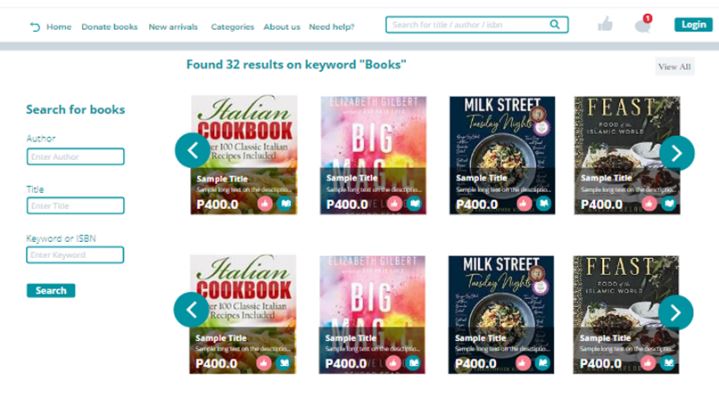 Home Donate books New arrivals Categories About us Need help? Search for title / author / isbn 1 Login
Found 32 results on keyword "Books" View All
Search for books
Author
Enter Author
Title
Enter Title
Keyword or ISBN
Enter Keyword
Search
Italian
COOKBOOK
er 100 Classic Italian
Recipes Included
Sample Title
Sample long text on the descriptio...
P400.0
ELIZABETH GILBERT
BIG
MAG
Sample Title
Sample long text on the descriptio...
P400.0
MILK STREET
Tuesday Nights
Sample Title
Sample long text on the descriptio...
P400.0
FEAST
FOOD of the
ISLAMIC WORLD
Sample Title
Sample long text on the descriptio...
P400.0
Italian
COOKBOOK
er 100 Classic Italian
Recipes Included
Sample Title
Sample long text on the descriptio...
P400.0
ELIZABETH GILBERT
BIG
Sample Title
Sample long text on the descriptio...
P400.0
MILK STREET
Tuesday Nights
Sample Title
Sample long text on the descriptio...
P400.0
FEAST
FOOD of the
ISLAMIC WORLD
Sample Title
Sample long text on the descriptio...
P400.0